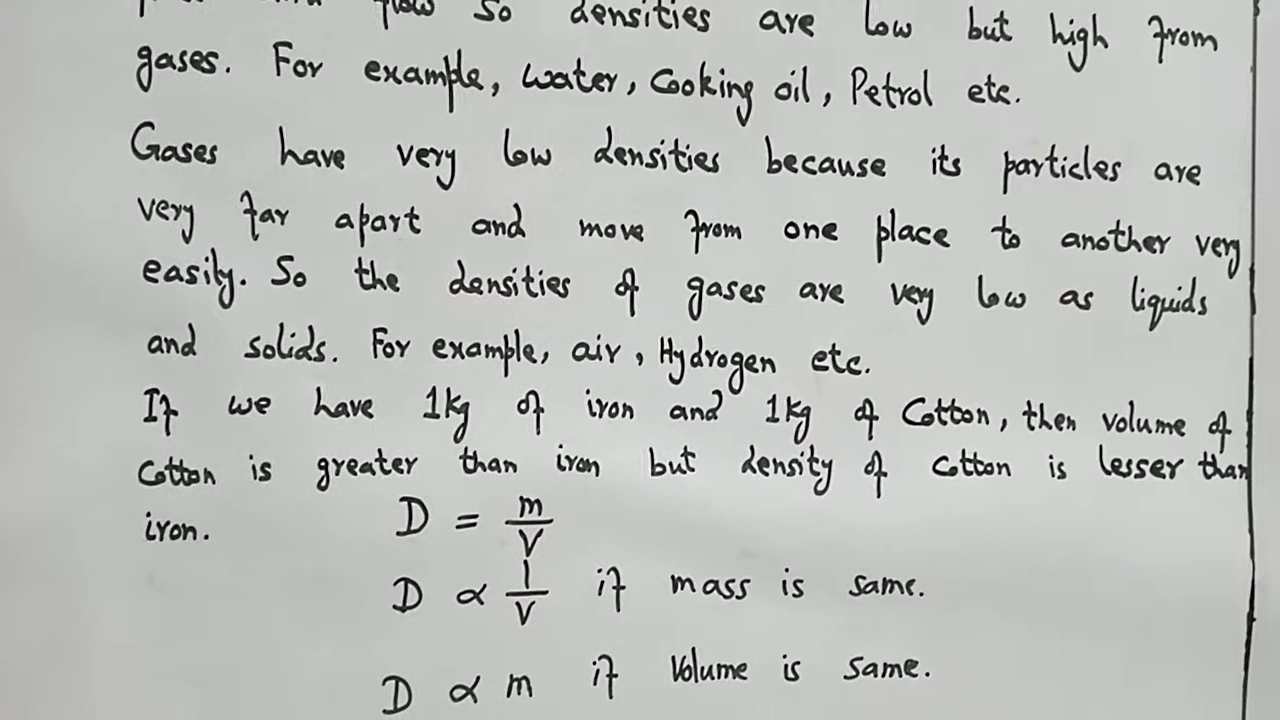 flow so densities are low but high from
gases. For example, water, Cooking oil, Petrol etc.
Gases have very low densities because its particles are
very far apart and move from one place to another very
easily. So the densities of gases are very low as liquids
and solids. For example, air, Hydrogen etc.
If we have 1kg of iron and 1kg of Cotton, then volume of
Cotton is greater than iron but density of cotton is lesser than
iron. D = m/V
D ∝ 1/V if mass is same.
D ∝ m if Volume is same.